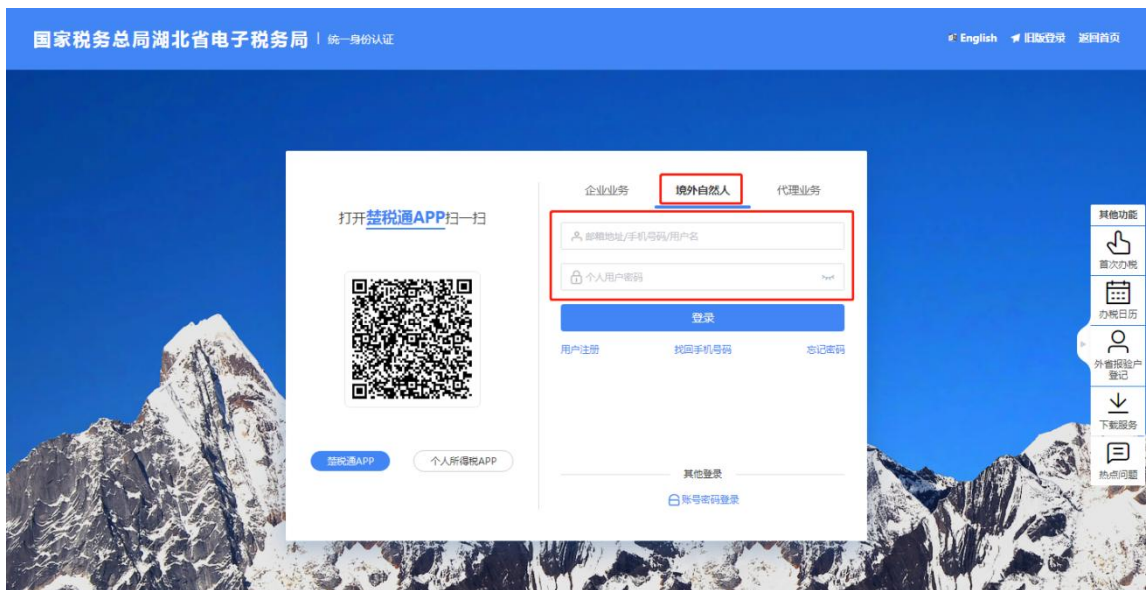 国家税务总局湖北省电子税务局 | 统一身份认证
English 旧版登录 返回首页
打开楚税通APP扫一扫
楚税通APP 个人所得税APP
企业业务 境外自然人 代理业务
邮箱地址/手机号码/用户名
个人用户密码
登录
用户注册 找回手机号码 忘记密码
其他登录
账号密码登录
其他功能
首次办税
办税日历
外省报验户
登记
下载服务
热点问题